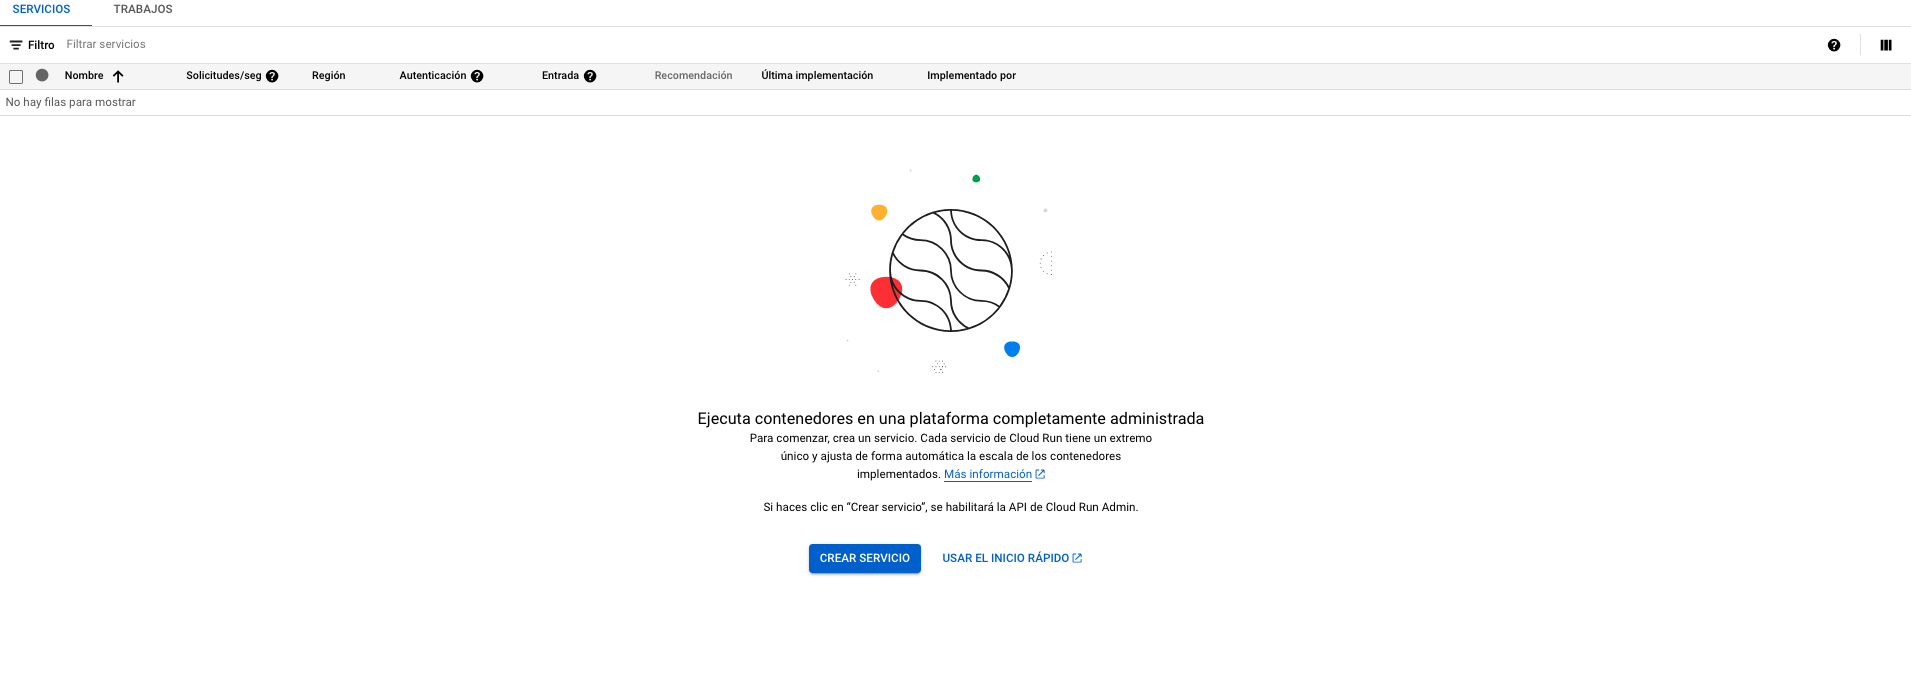 SERVICIOS TRABAJOS
Filtro Filtrar servicios
Nombre Solicitudes/seg Región Autenticación Entrada Recomendación Última implementación Implementado por
No hay filas para mostrar
Ejecuta contenedores en una plataforma completamente administrada
Para comenzar, crea un servicio. Cada servicio de Cloud Run tiene un extremo
único y ajusta de forma automática la escala de los contenedores
implementados. Más información
Si haces clic en “Crear servicio”, se habilitará la API de Cloud Run Admin.
CREAR SERVICIO USAR EL INICIO RÁPIDO